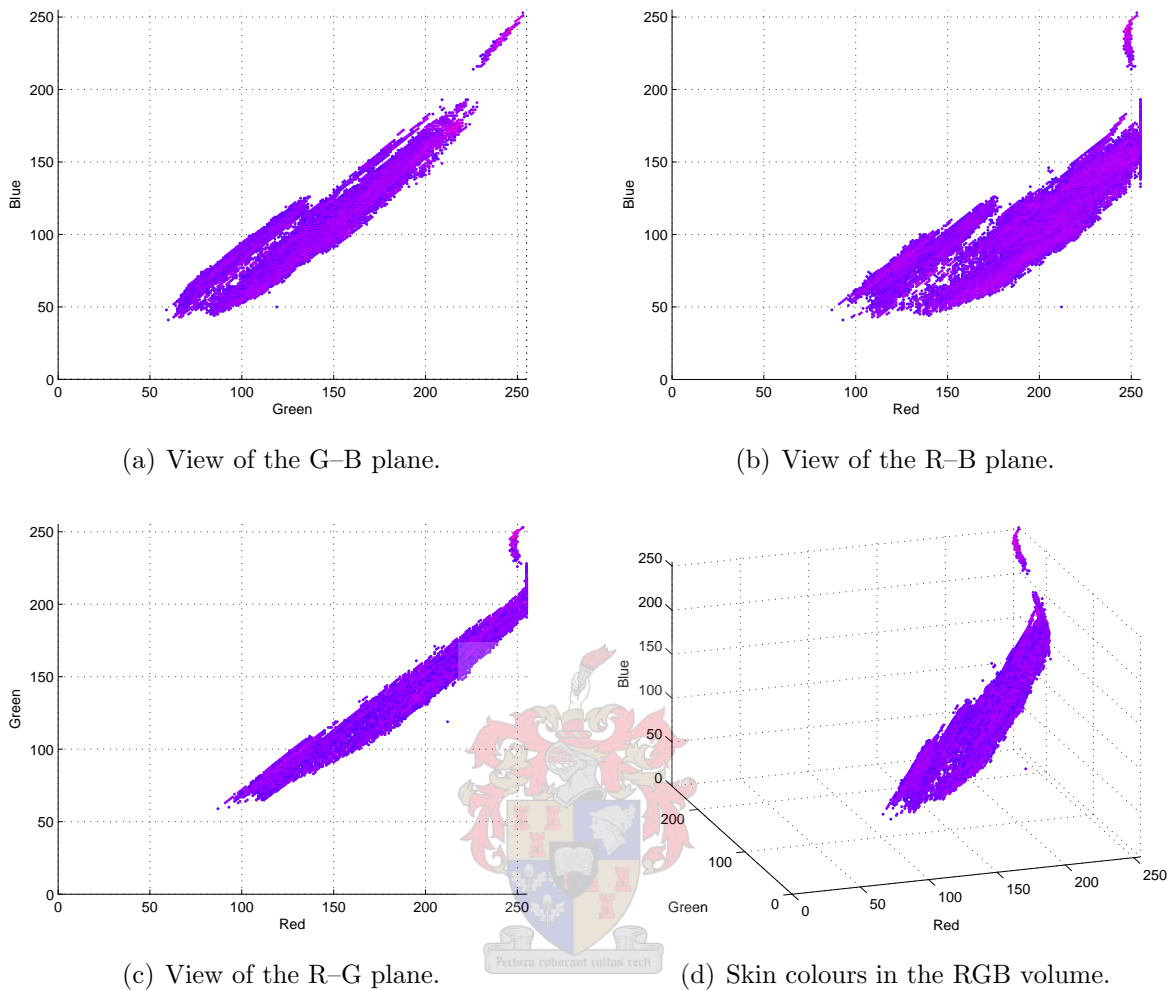 250
200
150
100
50
0
Blue
0 50 100 150 200 250
Green
(a) View of the G–B plane.
250
200
150
100
50
0
Blue
0 50 100 150 200 250
Red
(b) View of the R–B plane.
250
200
150
100
50
0
Green
0 50 100 150 200 250
Red
(c) View of the R–G plane.
250
200
150
100
50
0
Blue
200
100
0
Green
0 50 100 150 200 250
Red
(d) Skin colours in the RGB volume.
Pectora roborant cultus recti